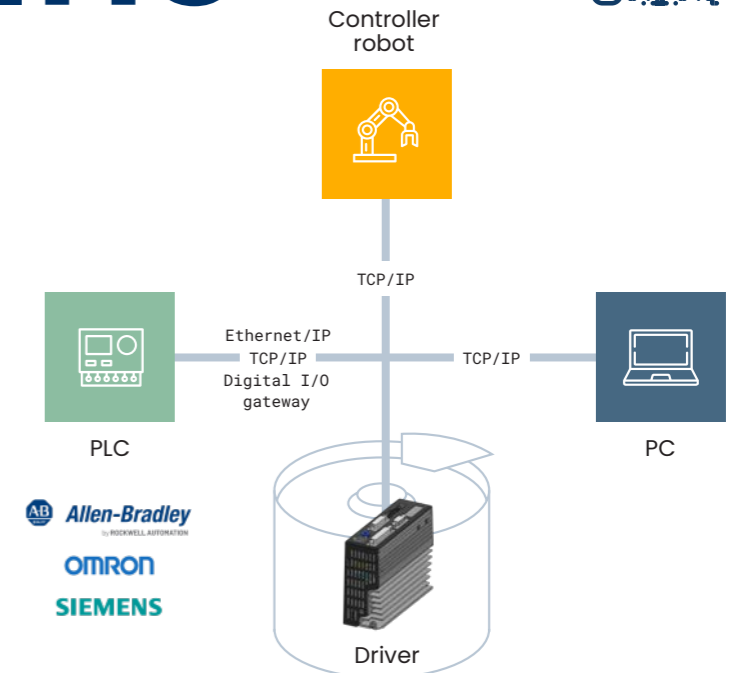 Controller
robot
TCP/IP
Ethernet/IP
TCP/IP
Digital I/O
gateway
TCP/IP
PLC
PC
AB
Allen-Bradley
by ROCKWELL AUTOMATION
OMRON
SIEMENS
Driver